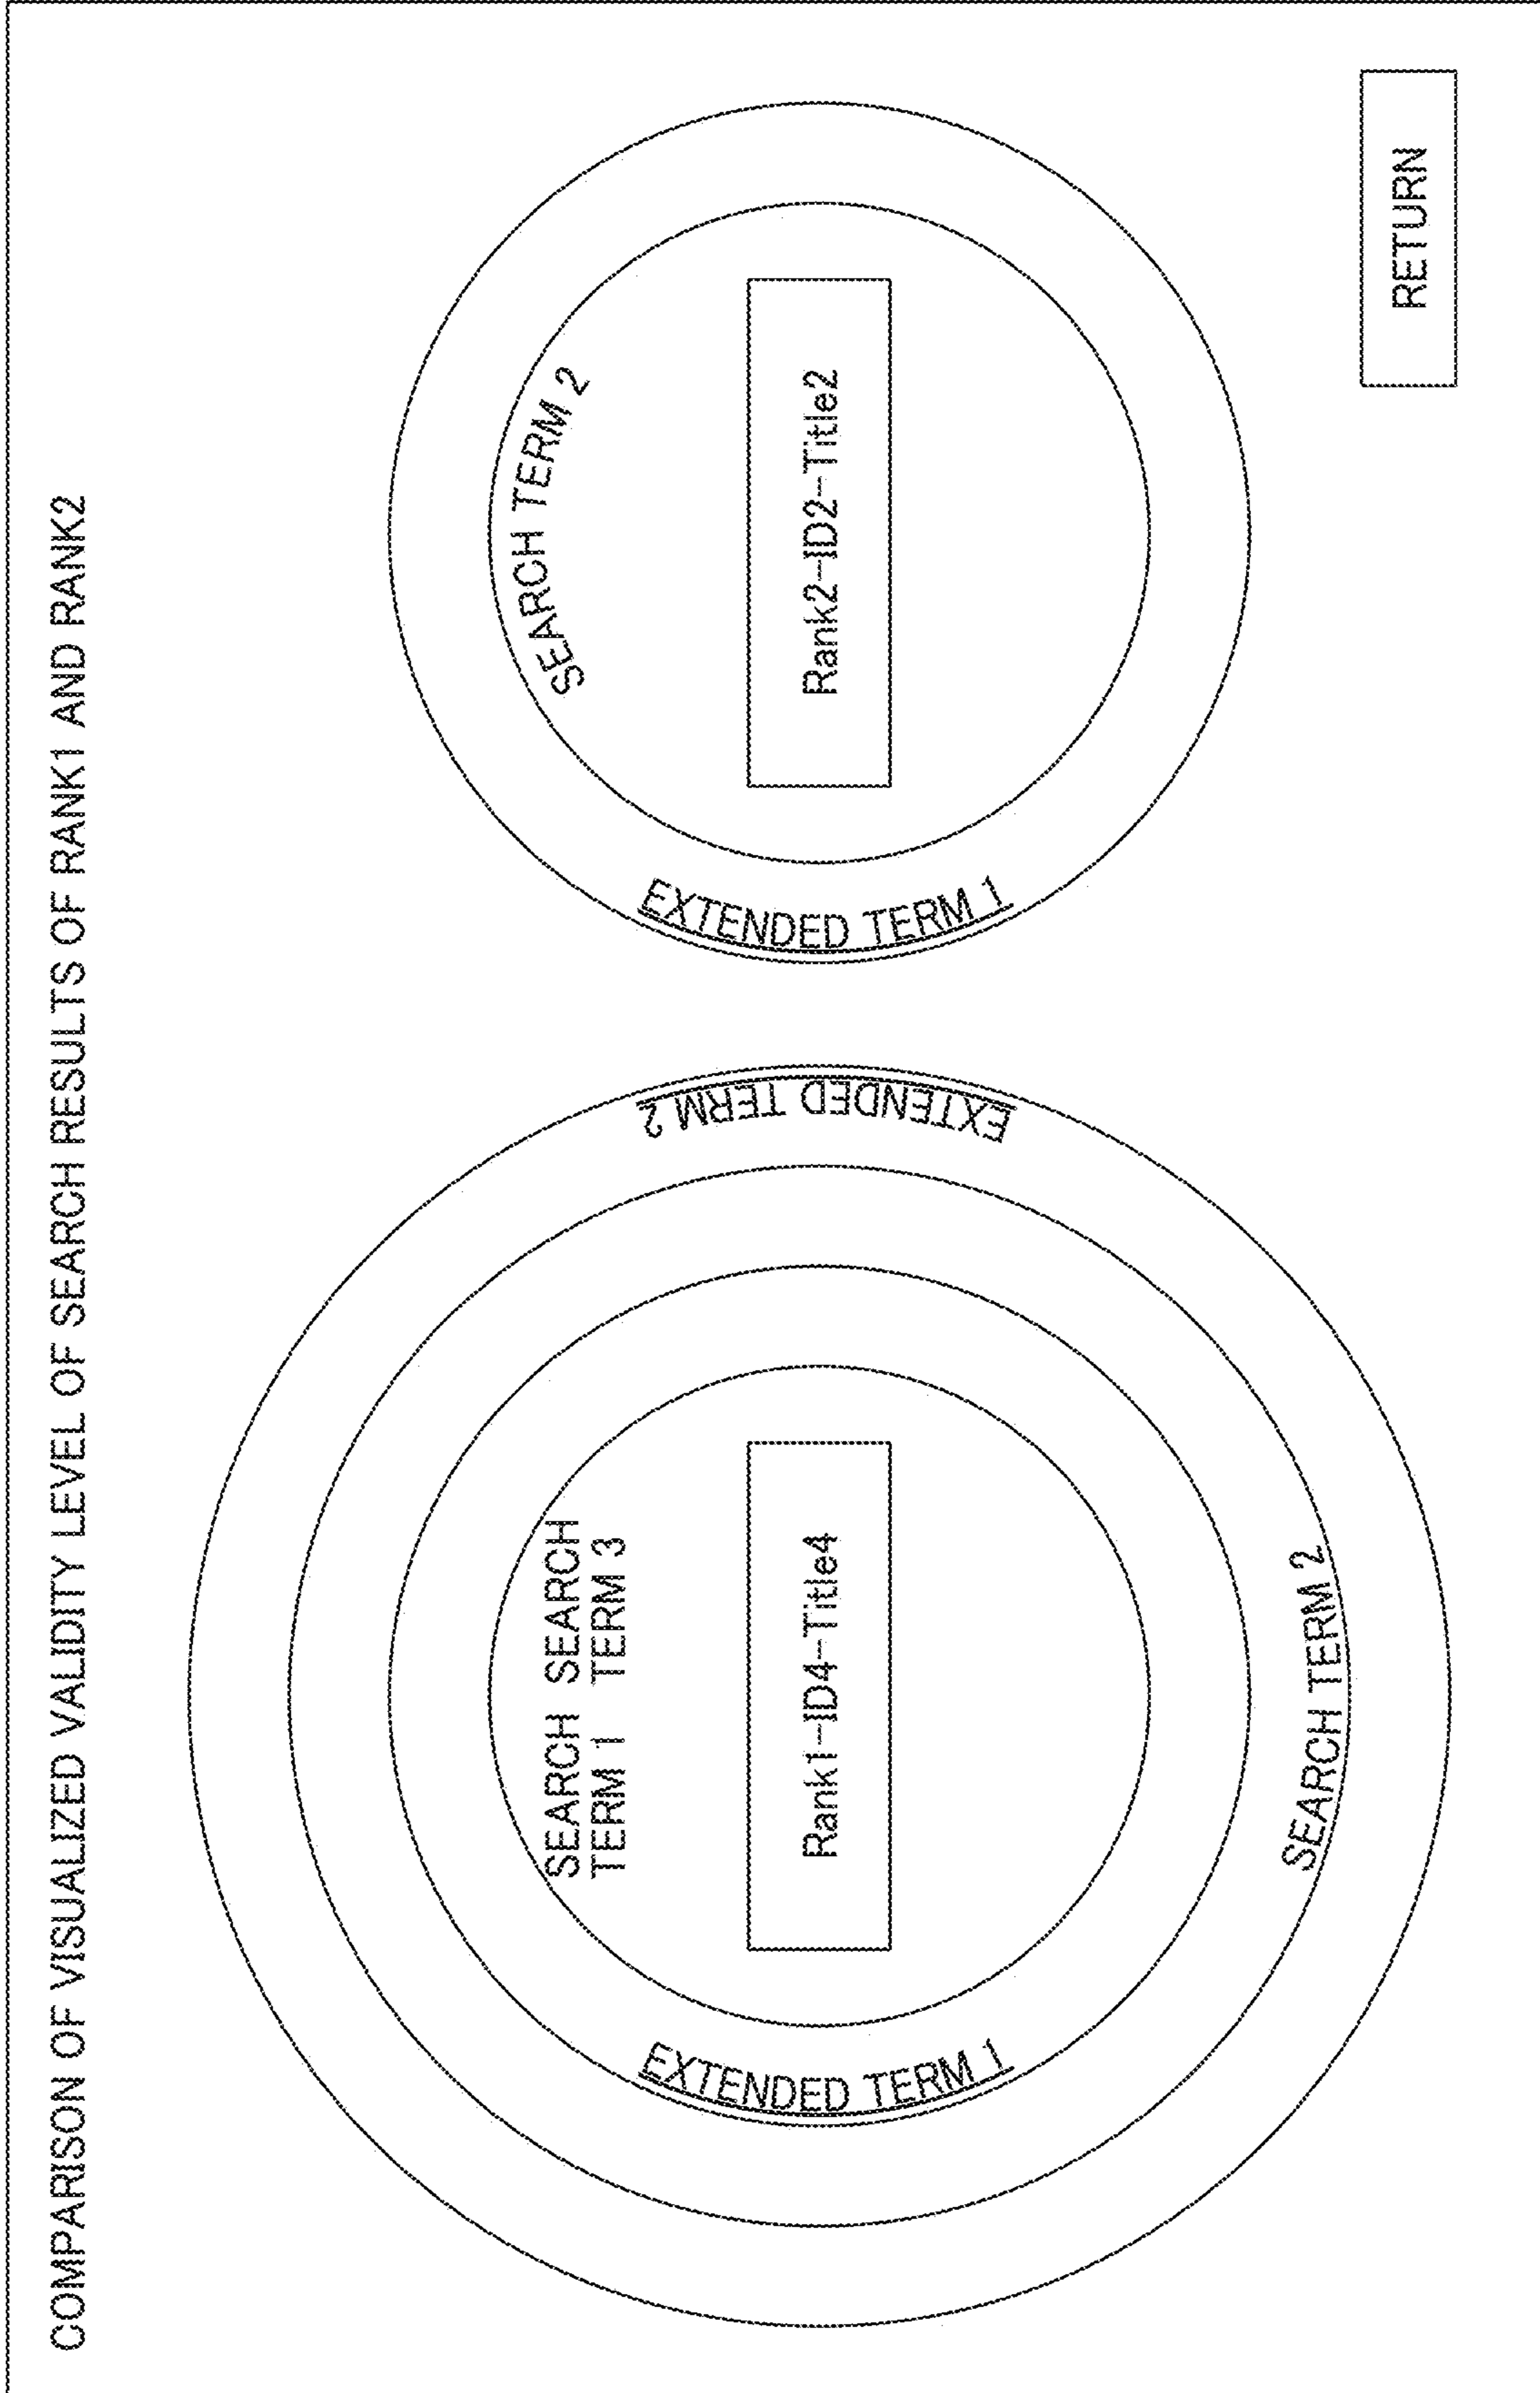 COMPARISON OF VISUALIZED VALIDITY LEVEL OF SEARCH RESULTS OF RANK1 AND RANK2
SEARCH TERM 1
SEARCH TERM 3
Rank1-ID4-Title4
EXTENDED TERM 1
SEARCH TERM 2
EXTENDED TERM 2
SEARCH TERM 2
Rank2-ID2-Title2
EXTENDED TERM 1
RETURN